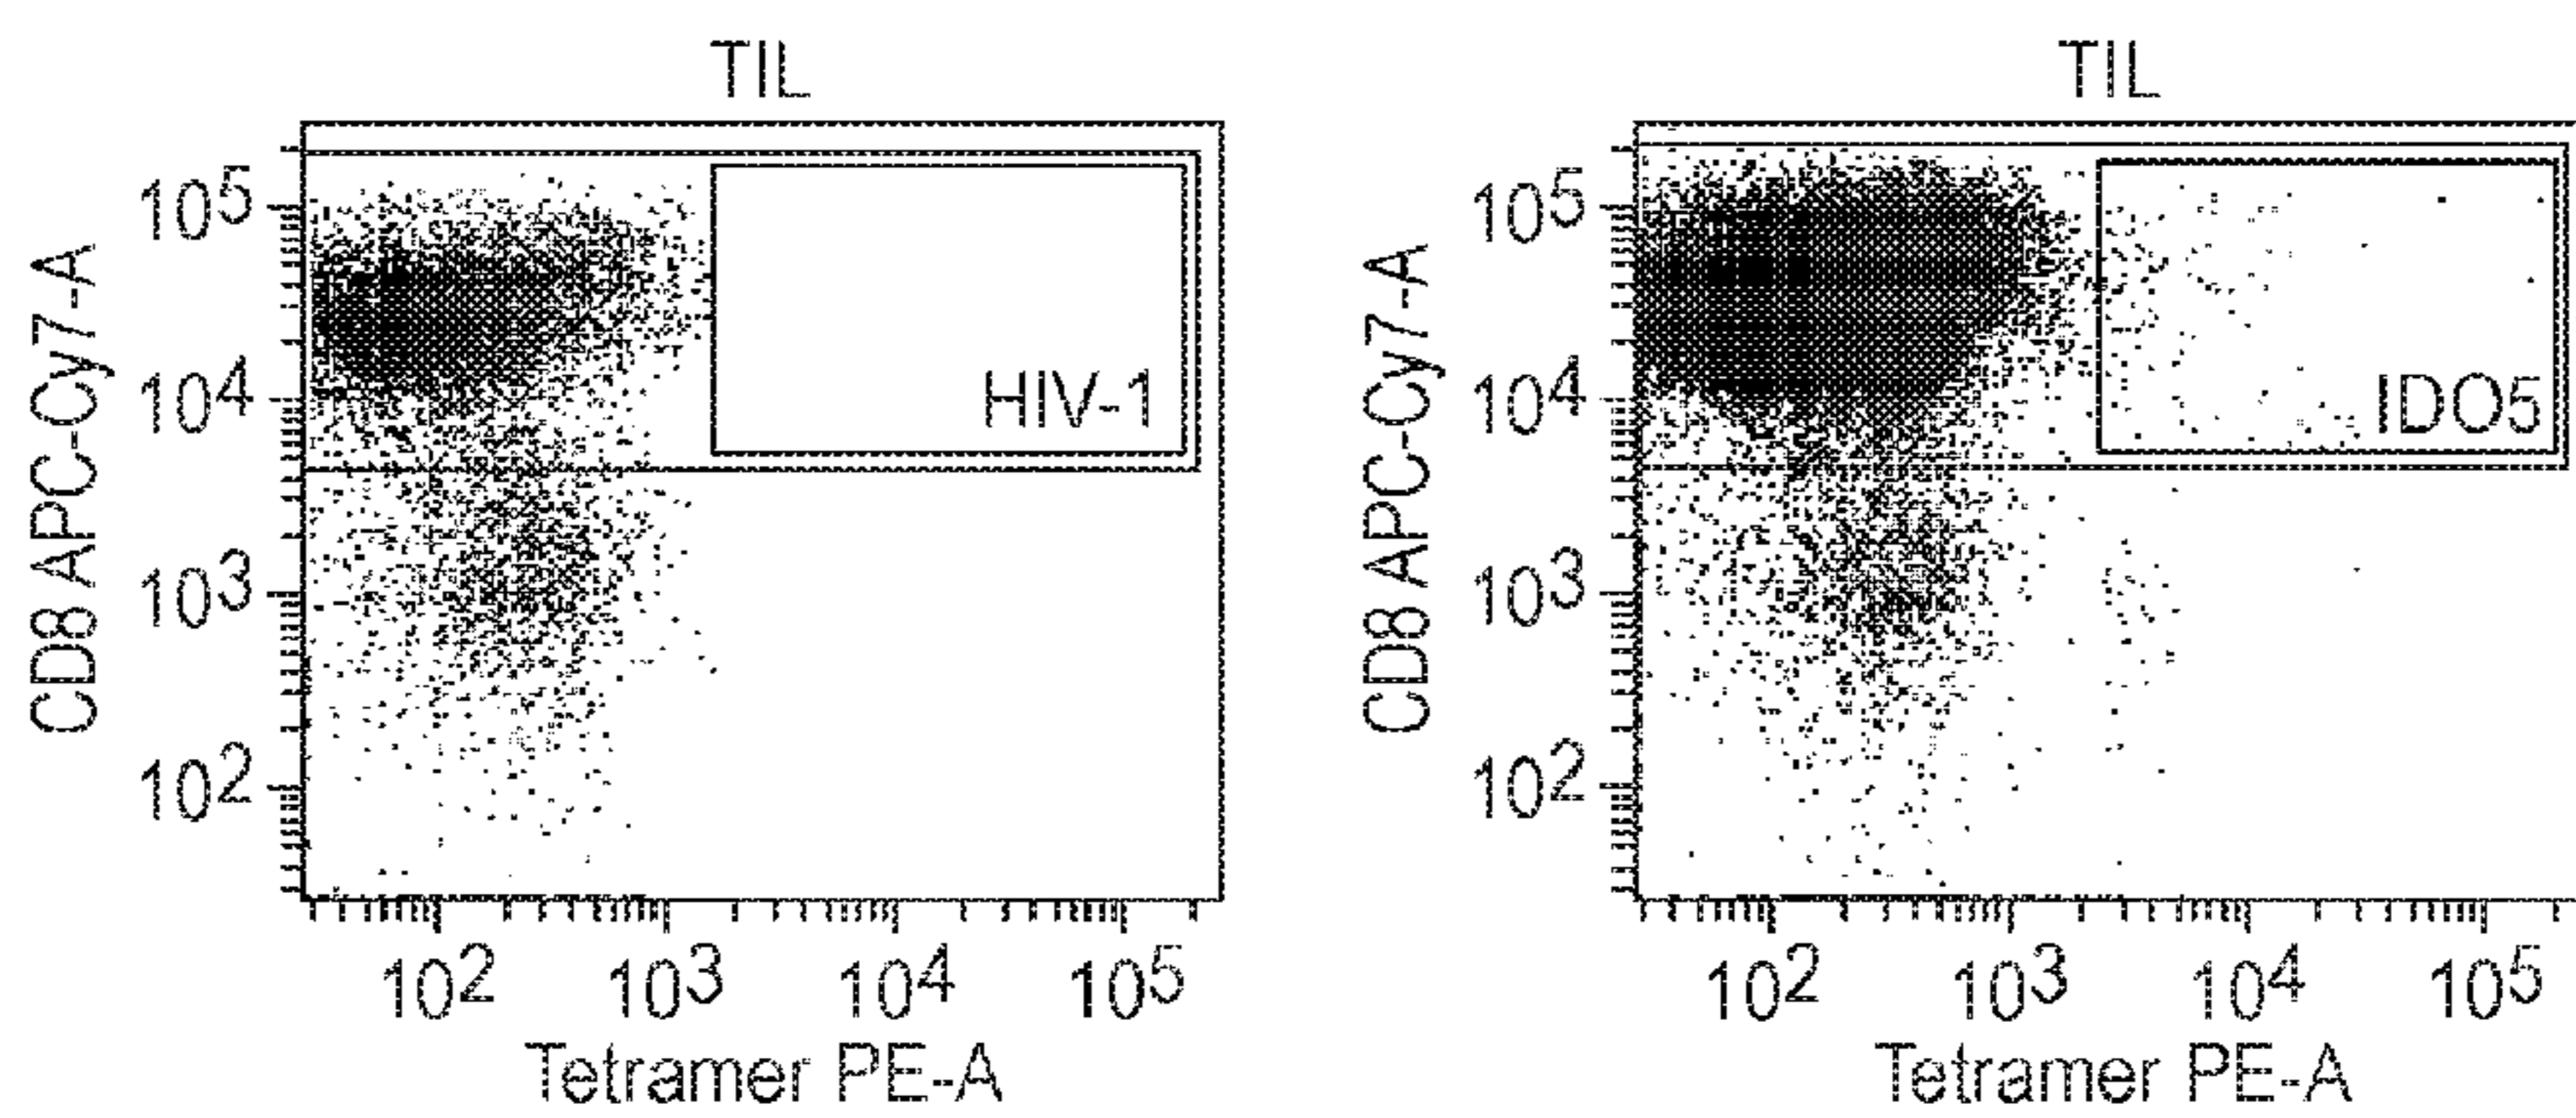 TIL
CD8 APC-Cy7-A
10⁵
10⁴
10³
10²
HIV-1
10² 10³ 10⁴ 10⁵
Tetramer PE-A
TIL
CD8 APC-Cy7-A
10⁵
10⁴
10³
10²
IDO5
10² 10³ 10⁴ 10⁵
Tetramer PE-A